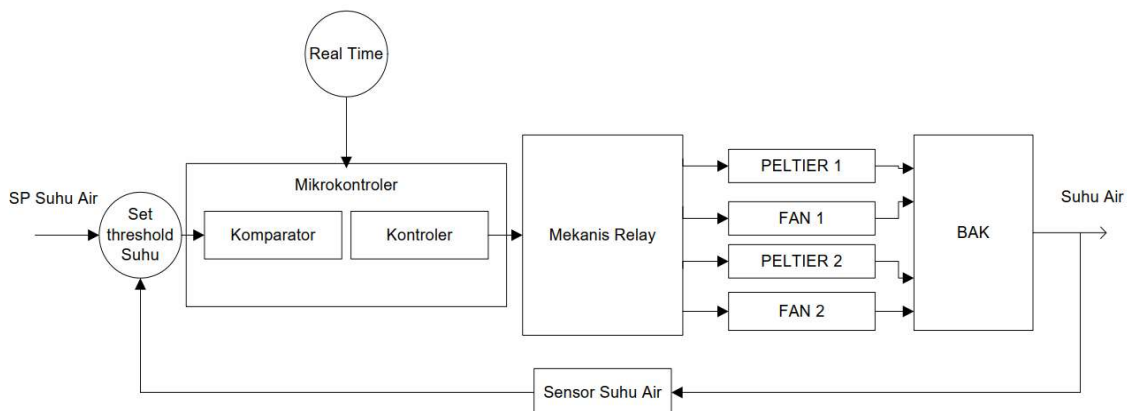 Real Time
SP Suhu Air
Set
threshold
Suhu
Mikrokontroler
Komparator
Kontroler
Mekanis Relay
PELTIER 1
FAN 1
PELTIER 2
FAN 2
BAK
Suhu Air
Sensor Suhu Air